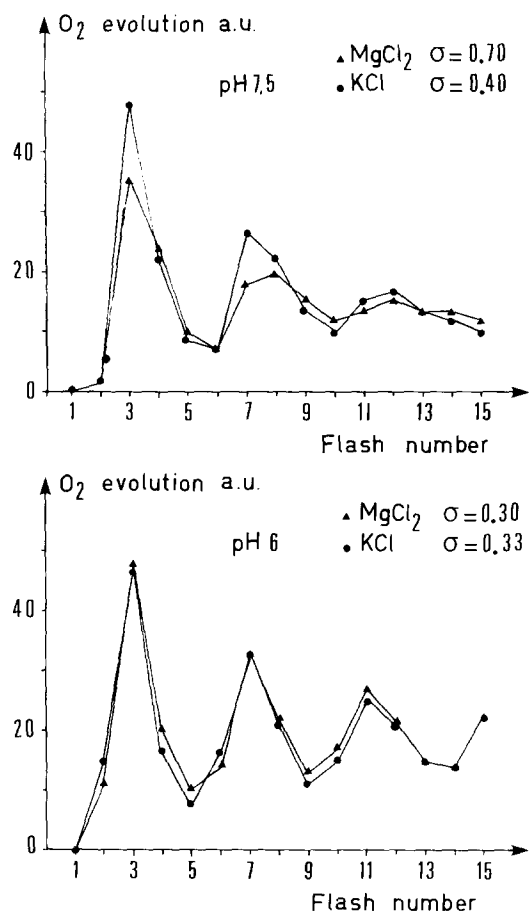 O2 evolution a.u.
▲ MgCl2 σ=0.70
pH 7,5 ● KCl σ=0.40
40
20
0
1 3 5 7 9 11 13 15
Flash number
O2 evolution a.u.
▲ MgCl2 σ=0.30
pH 6 ● KCl σ=0.33
40
20
0
1 3 5 7 9 11 13 15
Flash number